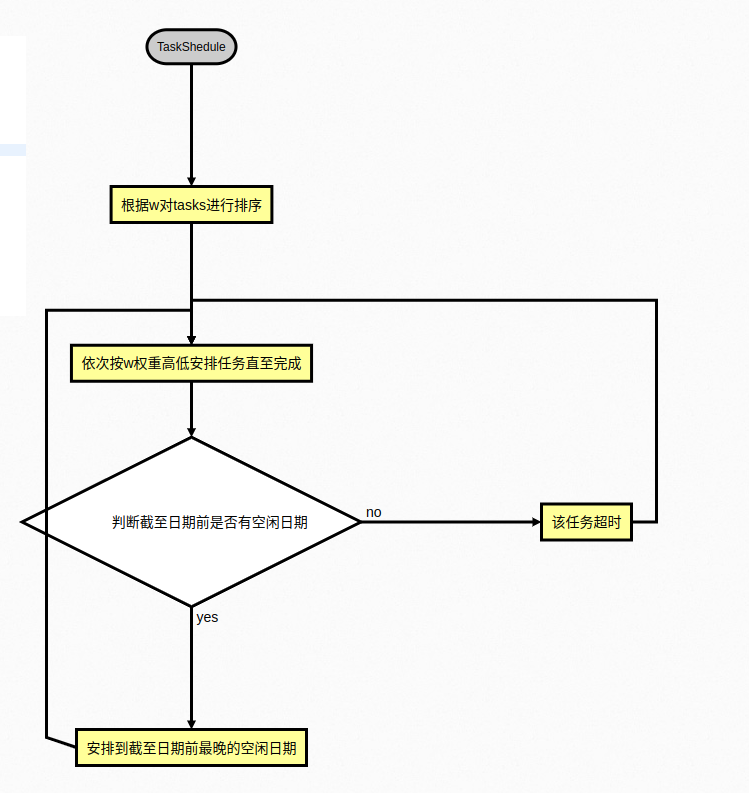 TaskShedule
根据w对tasks进行排序
依次按w权重高低安排任务直至完成
判断截至日期前是否有空闲日期
no
该任务超时
yes
安排到截至日期前最晚的空闲日期